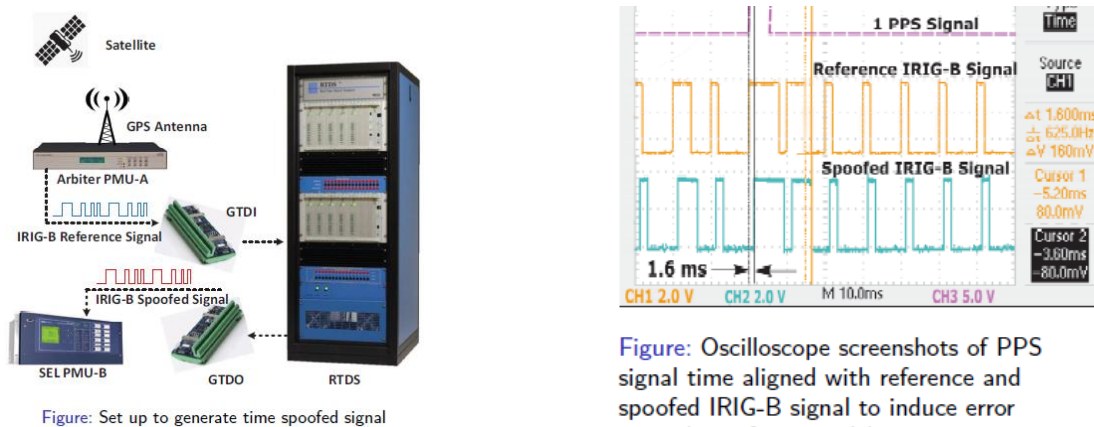 Satellite
GPS Antenna
Arbiter PMU-A
GTDI
IRIG-B Reference Signal
IRIG-B Spoofed Signal
SEL PMU-B
GTDO
RTDS
RTDS
Figure: Set up to generate time spoofed signal
1 PPS Signal
Time
Reference IRIG-B Signal
Source
CH1
Δt 1.600ms
1/Δt 625.0Hz
ΔV 160mV
Spoofed IRIG-B Signal
Cursor 1
-5.20ms
80.0mV
Cursor 2
-3.60ms
-80.0mV
1.6 ms
CH1 2.0 V
CH2 2.0 V
M 10.0ms
CH3 5.0 V
Figure: Oscilloscope screenshots of PPS
signal time aligned with reference and
spoofed IRIG-B signal to induce error